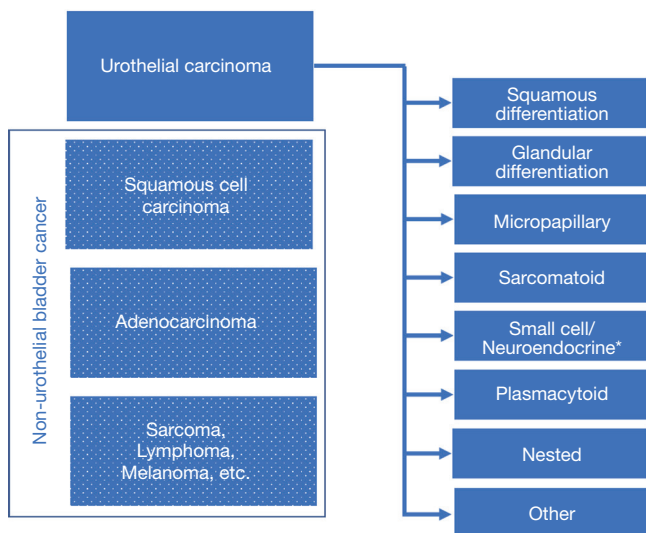 Urothelial carcinoma
Non-urothelial bladder cancer
Squamous cell
carcinoma
Adenocarcinoma
Sarcoma,
Lymphoma,
Melanoma, etc.
Squamous
differentiation
Glandular
differentiation
Micropapillary
Sarcomatoid
Small cell/
Neuroendocrine*
Plasmacytoid
Nested
Other